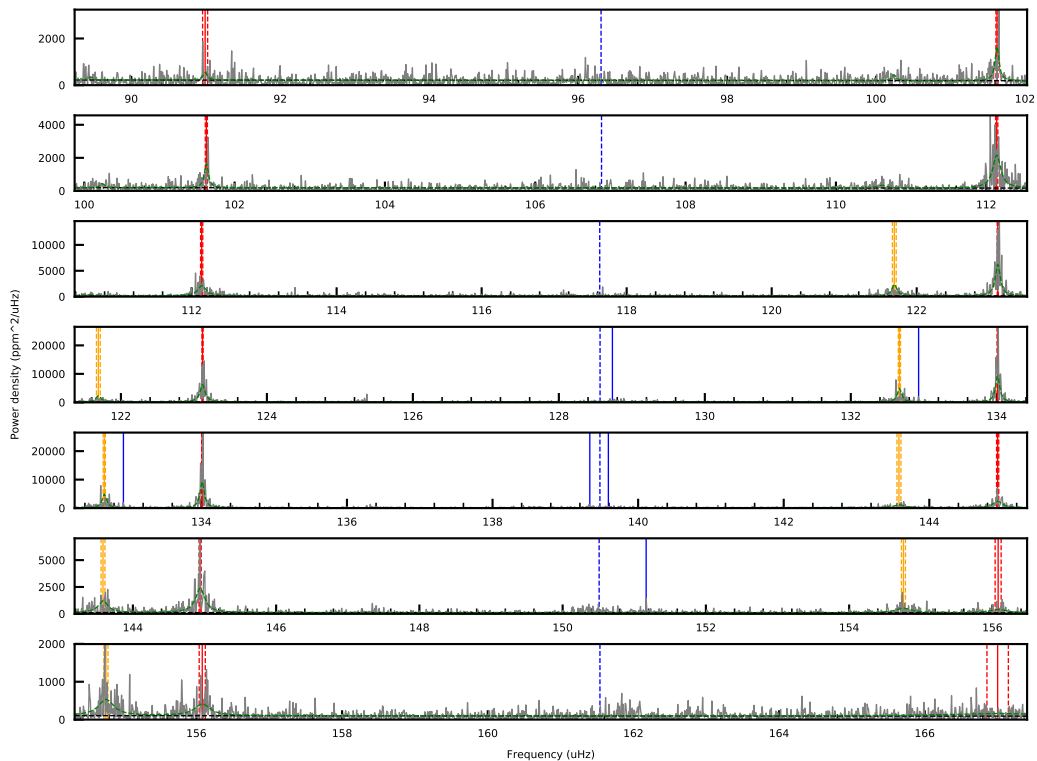 2000
0
90 92 94 96 98 100 102
4000
2000
0
100 102 104 106 108 110 112
10000
5000
0
112 114 116 118 120 122
20000
10000
0
122 124 126 128 130 132 134
20000
10000
0
134 136 138 140 142 144
5000
2500
0
144 146 148 150 152 154 156
2000
1000
0
156 158 160 162 164 166
Power density (ppm^2/uHz)
Frequency (uHz)